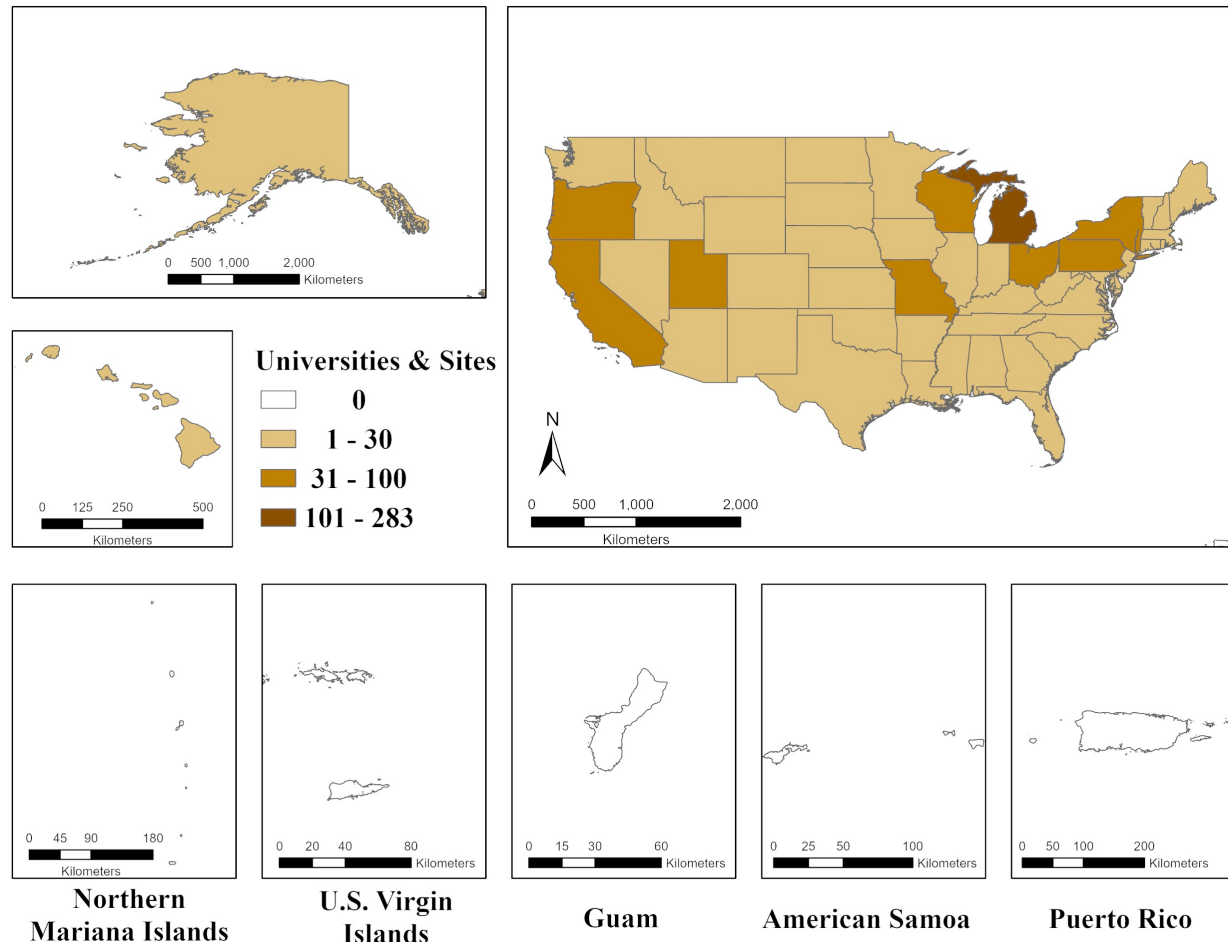 0 500 1,000 2,000
Kilometers
Universities & Sites
0
1 - 30
31 - 100
101 - 283
0 125 250 500
Kilometers
N
0 500 1,000 2,000
Kilometers
0 45 90 180
Kilometers
0 20 40 80
Kilometers
0 15 30 60
Kilometers
0 25 50 100
Kilometers
0 50 100 200
Kilometers
Northern
Mariana Islands
U.S. Virgin
Islands
Guam
American Samoa
Puerto Rico